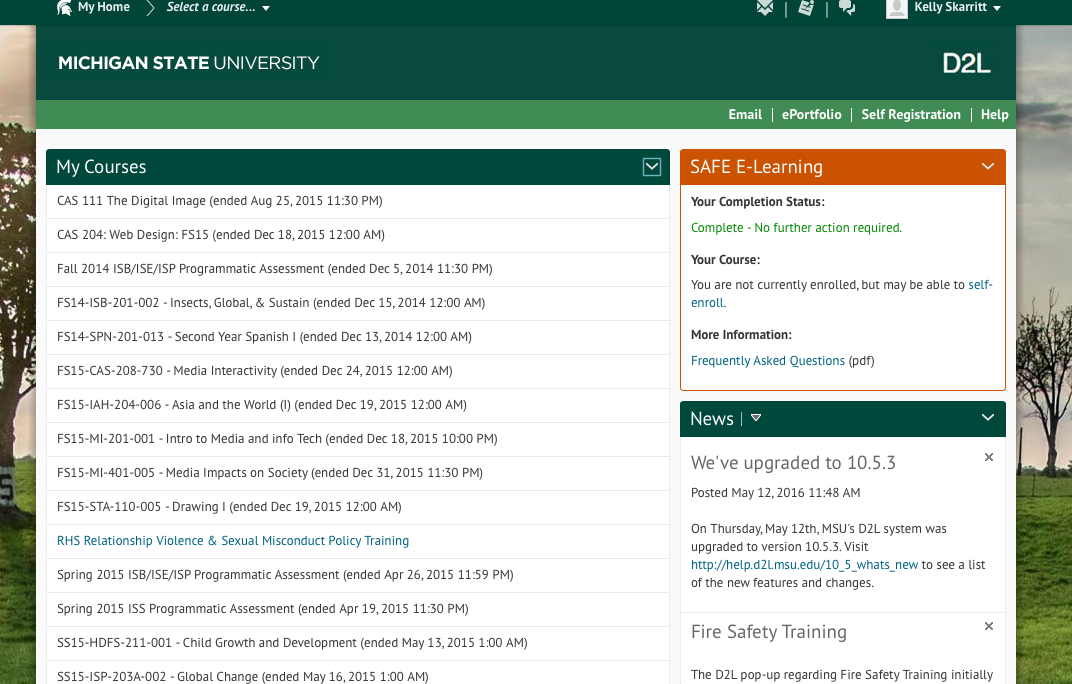 My Home
Select a course...
Kelly Skarritt
MICHIGAN STATE UNIVERSITY
D2L
Email
ePortfolio
Self Registration
Help
My Courses
CAS 111 The Digital Image (ended Aug 25, 2015 11:30 PM)
CAS 204: Web Design: FS15 (ended Dec 18, 2015 12:00 AM)
Fall 2014 ISB/ISE/ISP Programmatic Assessment (ended Dec 5, 2014 11:30 PM)
FS14-ISB-201-002 - Insects, Global, & Sustain (ended Dec 15, 2014 12:00 AM)
FS14-SPN-201-013 - Second Year Spanish I (ended Dec 13, 2014 12:00 AM)
FS15-CAS-208-730 - Media Interactivity (ended Dec 24, 2015 12:00 AM)
FS15-IAH-204-006 - Asia and the World (I) (ended Dec 19, 2015 12:00 AM)
FS15-MI-201-001 - Intro to Media and info Tech (ended Dec 18, 2015 10:00 PM)
FS15-MI-401-005 - Media Impacts on Society (ended Dec 31, 2015 11:30 PM)
FS15-STA-110-005 - Drawing I (ended Dec 19, 2015 12:00 AM)
RHS Relationship Violence & Sexual Misconduct Policy Training
Spring 2015 ISB/ISE/ISP Programmatic Assessment (ended Apr 26, 2015 11:59 PM)
Spring 2015 ISS Programmatic Assessment (ended Apr 19, 2015 11:30 PM)
SS15-HDFS-211-001 - Child Growth and Development (ended May 13, 2015 1:00 AM)
SS15-ISP-203A-002 - Global Change (ended May 16, 2015 1:00 AM)
SAFE E-Learning
Your Completion Status:
Complete - No further action required.
Your Course:
You are not currently enrolled, but may be able to self-
enroll.
More Information:
Frequently Asked Questions (pdf)
News
We've upgraded to 10.5.3
Posted May 12, 2016 11:48 AM
On Thursday, May 12th, MSU's D2L system was
upgraded to version 10.5.3. Visit
http://help.d2l.msu.edu/10_5_whats_new to see a list
of the new features and changes.
Fire Safety Training
The D2L pop-up regarding Fire Safety Training initially